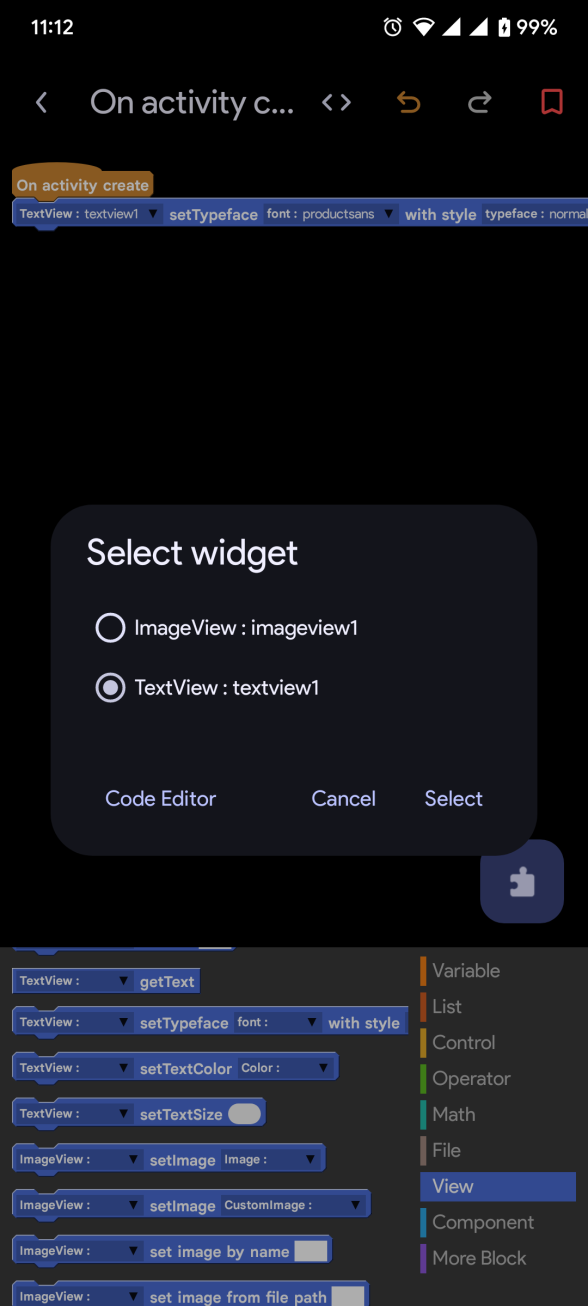 11:12
99%
On activity c...
On activity create
TextView : textview1 setTypeface font : productsans with style typeface : normal
Select widget
ImageView : imageview1
TextView : textview1
Code Editor Cancel Select
TextView : getText
TextView : setTypeface font : with style
TextView : setTextColor Color :
TextView : setTextSize
ImageView : setImage Image :
ImageView : setImage CustomImage :
ImageView : set image by name
ImageView : set image from file path
Variable
List
Control
Operator
Math
File
View
Component
More Block